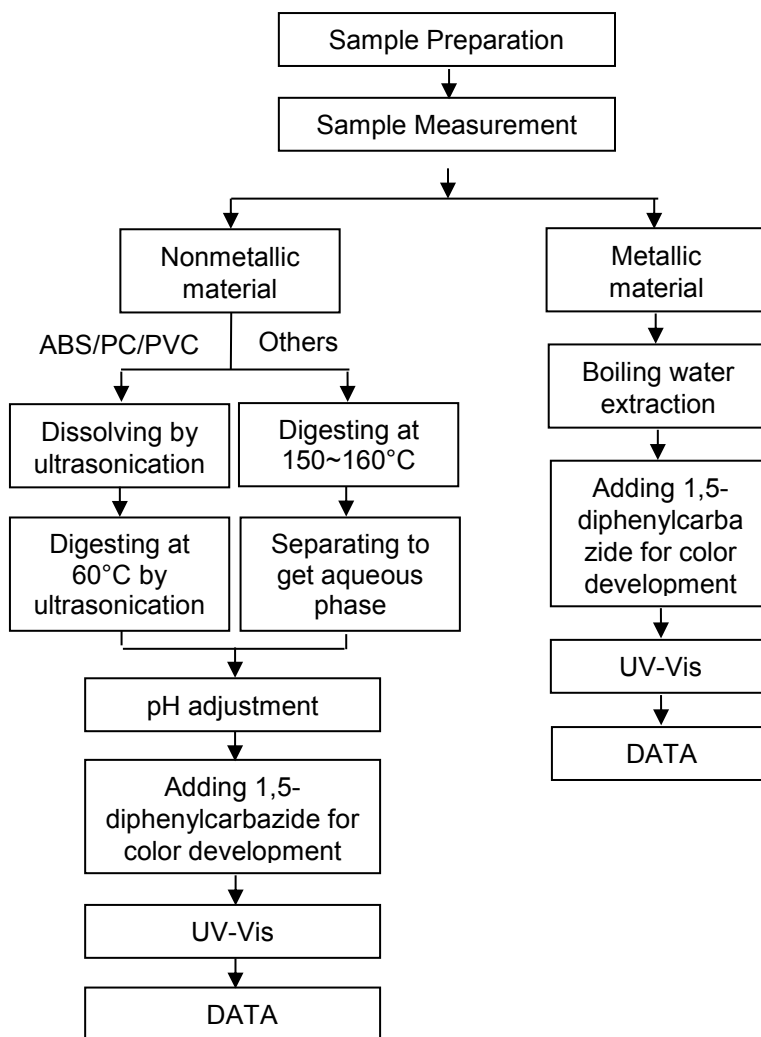 Sample Preparation
Sample Measurement
Nonmetallic
material
Metallic
material
ABS/PC/PVC
Others
Boiling water
extraction
Dissolving by
ultrasonication
Digesting at
150~160°C
Adding 1,5-
diphenylcarba
zide for color
development
Digesting at
60°C by
ultrasonication
Separating to
get aqueous
phase
UV-Vis
pH adjustment
DATA
Adding 1,5-
diphenylcarbazide for
color development
UV-Vis
DATA